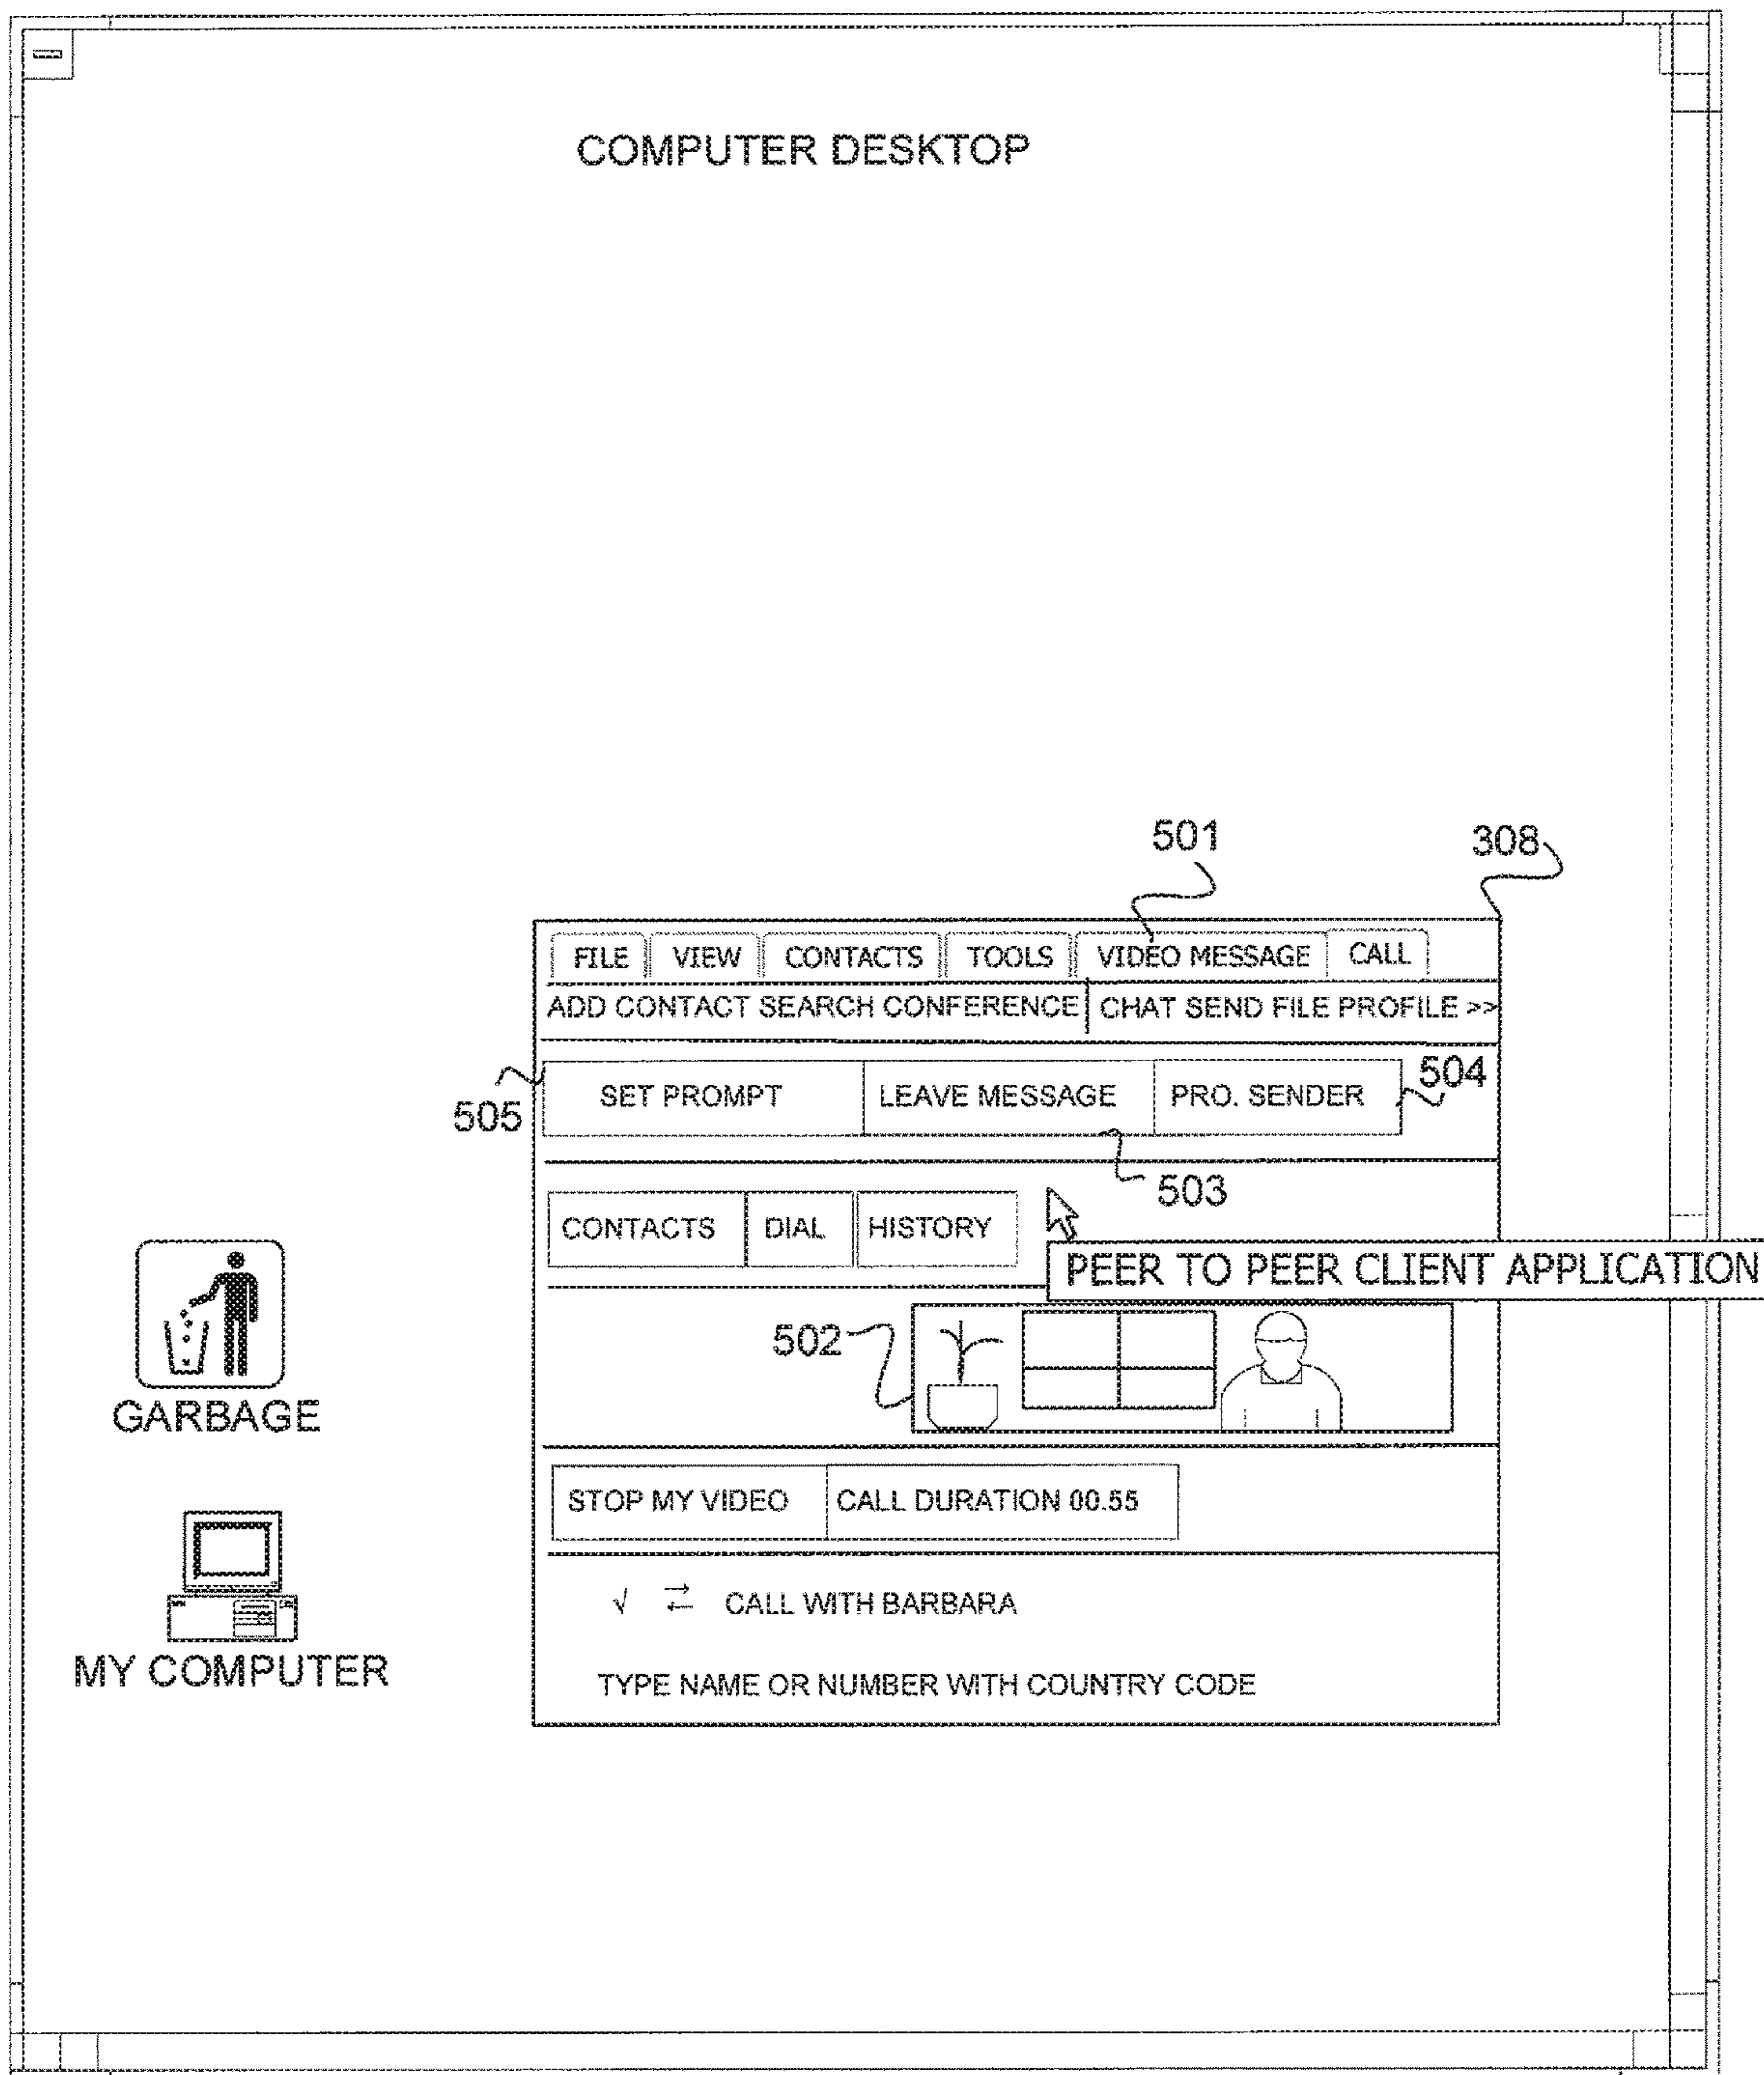 COMPUTER DESKTOP
501
308
FILE VIEW CONTACTS TOOLS VIDEO MESSAGE CALL
ADD CONTACT SEARCH CONFERENCE CHAT SEND FILE PROFILE >>
505 SET PROMPT LEAVE MESSAGE PRO. SENDER 504
503
CONTACTS DIAL HISTORY
PEER TO PEER CLIENT APPLICATION
502
GARBAGE
STOP MY VIDEO CALL DURATION 00.55
√ ⇄ CALL WITH BARBARA
MY COMPUTER
TYPE NAME OR NUMBER WITH COUNTRY CODE